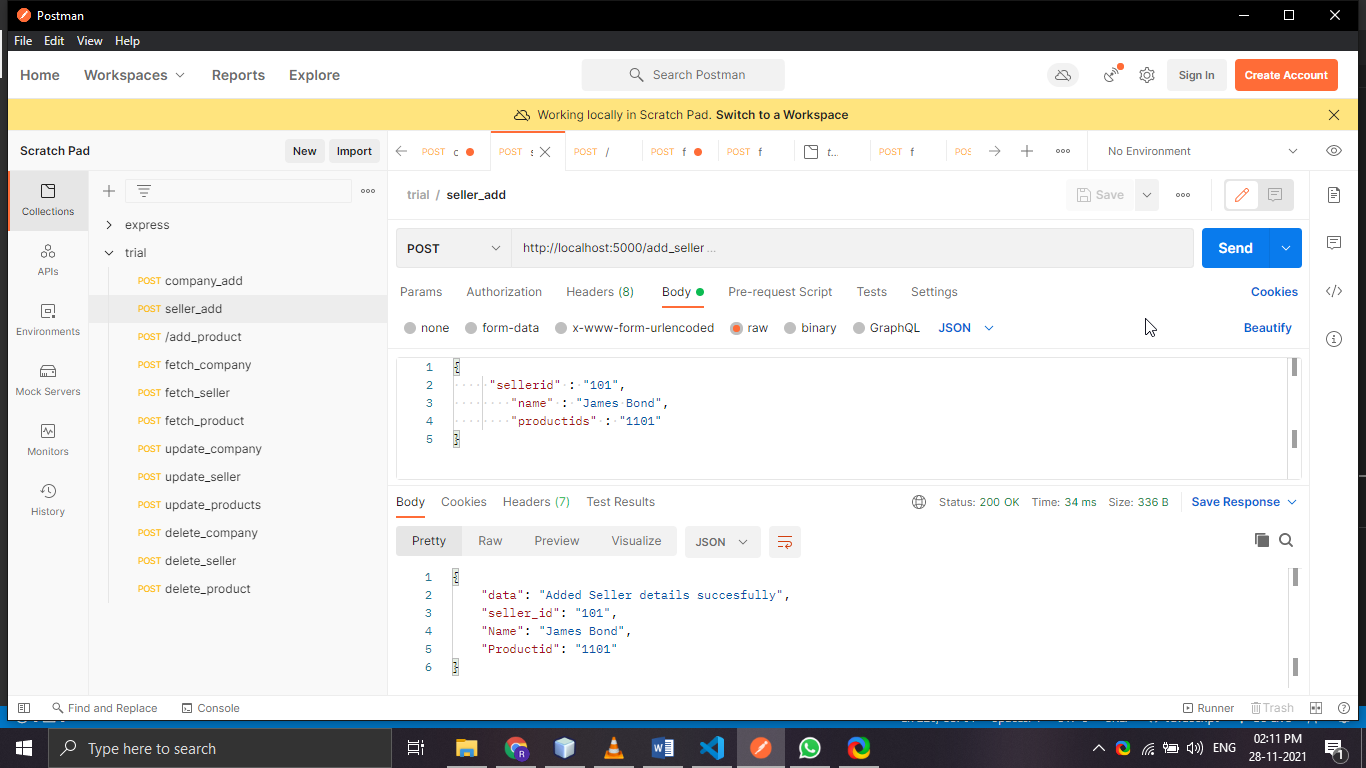 Postman
File Edit View Help
Home Workspaces Reports Explore Search Postman Sign In Create Account
Working locally in Scratch Pad. Switch to a Workspace
Scratch Pad New Import POST POST POST / POST f POST f t... POST f No Environment
trial / seller_add Save
Collections
APIs
Environments
Mock Servers
Monitors
History
express
trial
POST company_add
POST seller_add
POST /add_product
POST fetch_company
POST fetch_seller
POST fetch_product
POST update_company
POST update_seller
POST update_products
POST delete_company
POST delete_seller
POST delete_product
POST http://localhost:5000/add_seller ... Send
Params Authorization Headers (8) Body Pre-request Script Tests Settings Cookies
none form-data x-www-form-urlencoded raw binary GraphQL JSON Beautify
1 {
2 "sellerid" : "101",
3 "name" : "James Bond",
4 "productids" : "1101"
5 }
Body Cookies Headers (7) Test Results Status: 200 OK Time: 34 ms Size: 336 B Save Response
Pretty Raw Preview Visualize JSON
1 {
2 "data": "Added Seller details succesfully",
3 "seller_id": "101",
4 "Name": "James Bond",
5 "Productid": "1101"
6 }
Find and Replace Console Runner Trash
Type here to search ENG 02:11 PM
28-11-2021
1